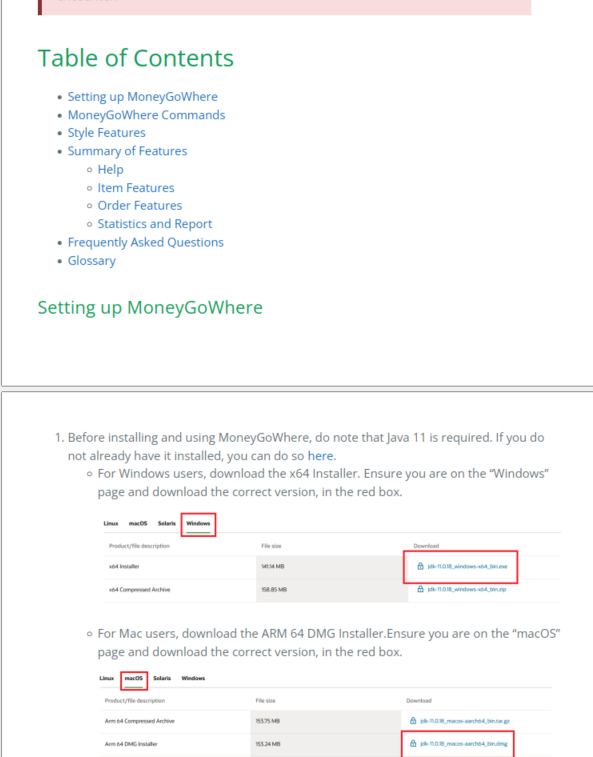 Table of Contents
Setting up MoneyGoWhere
MoneyGoWhere Commands
Style Features
Summary of Features
Help
Item Features
Order Features
Statistics and Report
Frequently Asked Questions
Glossary
Setting up MoneyGoWhere
1. Before installing and using MoneyGoWhere, do note that Java 11 is required. If you do
not already have it installed, you can do so here.
For Windows users, download the x64 Installer. Ensure you are on the “Windows”
page and download the correct version, in the red box.
Linux macOS Solaris Windows
Product/file description File size Download
x64 Installer 141.14 MB jdk-11.0.18_windows-x64_bin.exe
x64 Compressed Archive 158.85 MB jdk-11.0.18_windows-x64_bin.zip
For Mac users, download the ARM 64 DMG Installer.Ensure you are on the “macOS”
page and download the correct version, in the red box.
Linux macOS Solaris Windows
Product/file description File size Download
Arm 64 Compressed Archive 153.75 MB jdk-11.0.18_macos-aarch64_bin.tar.gz
Arm 64 DMG Installer 153.24 MB jdk-11.0.18_macos-aarch64_bin.dmg